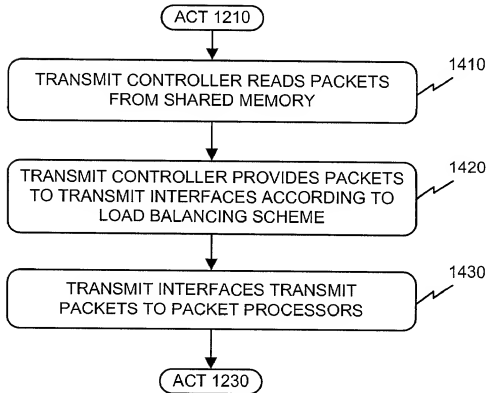 ACT 1210
TRANSMIT CONTROLLER READS PACKETS
FROM SHARED MEMORY
1410
TRANSMIT CONTROLLER PROVIDES PACKETS
TO TRANSMIT INTERFACES ACCORDING TO
LOAD BALANCING SCHEME
1420
TRANSMIT INTERFACES TRANSMIT
PACKETS TO PACKET PROCESSORS
1430
ACT 1230